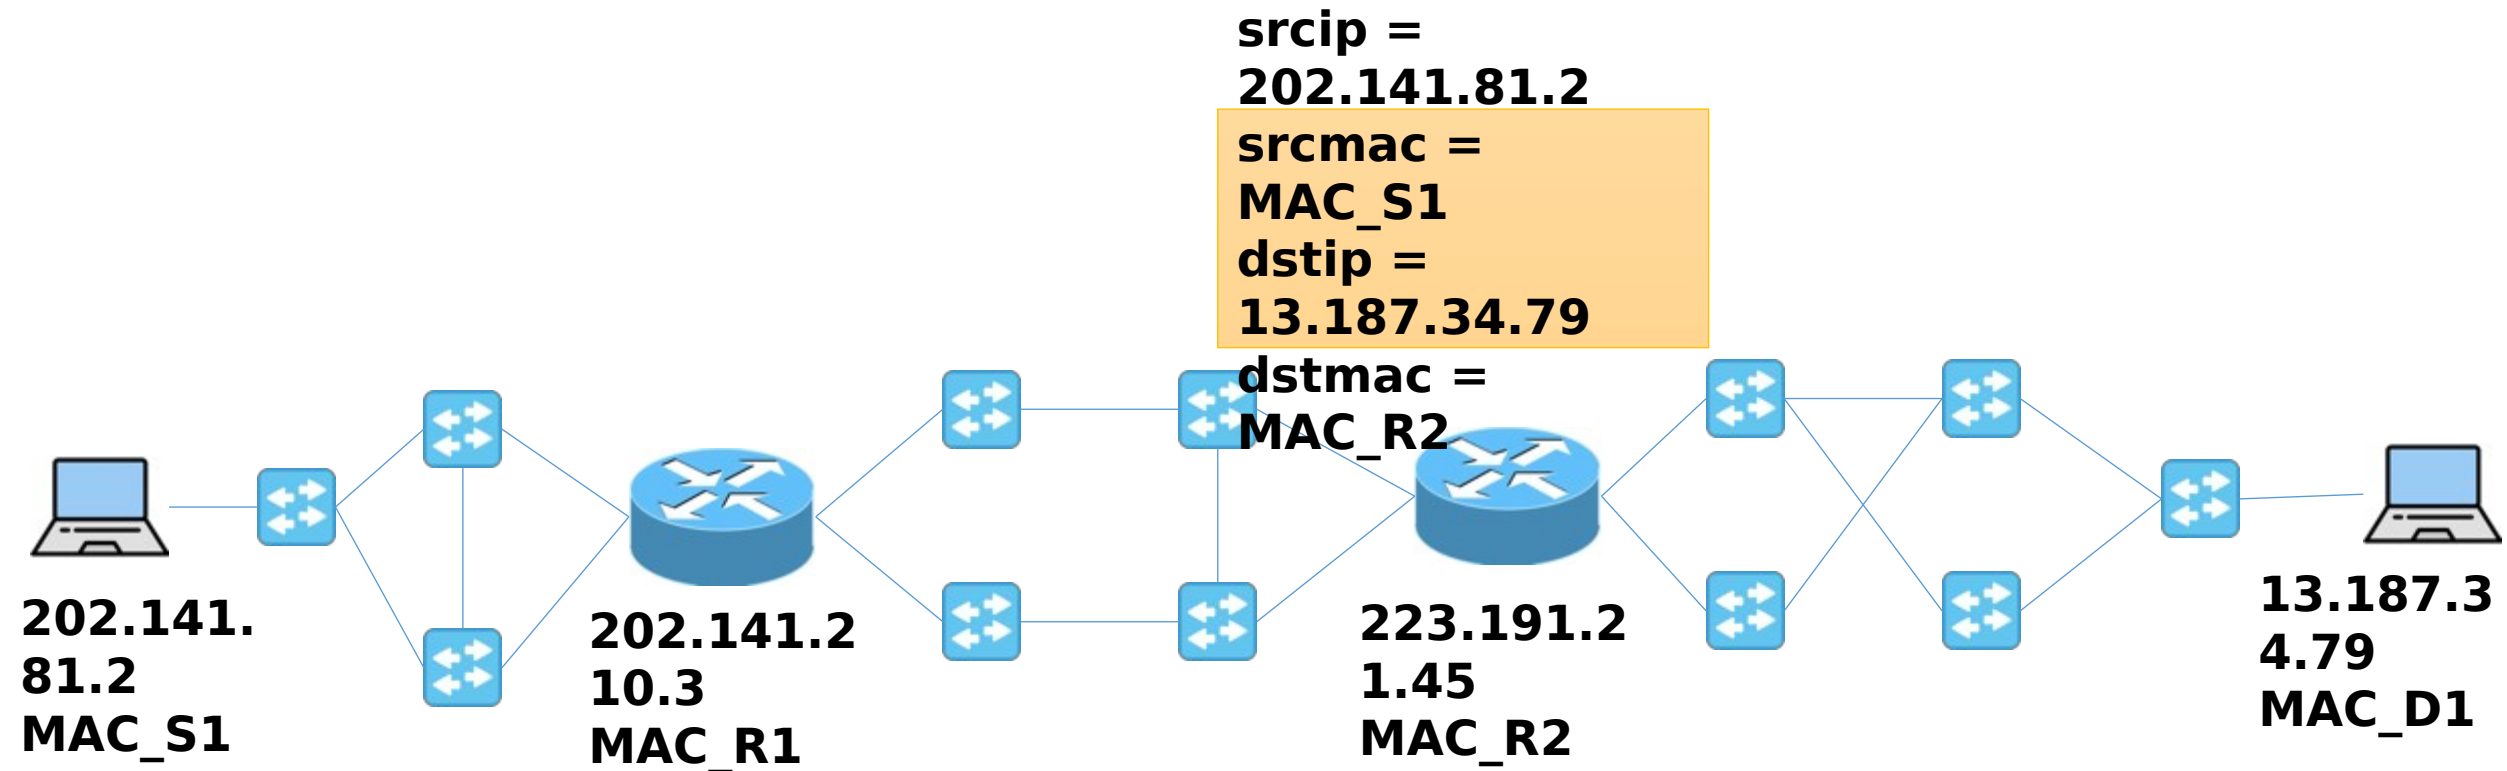 srcip =
202.141.81.2
srcmac =
MAC_S1
dstip =
13.187.34.79
dstmac =
MAC_R2
202.141.
81.2
MAC_S1
202.141.2
10.3
MAC_R1
223.191.2
1.45
MAC_R2
13.187.3
4.79
MAC_D1